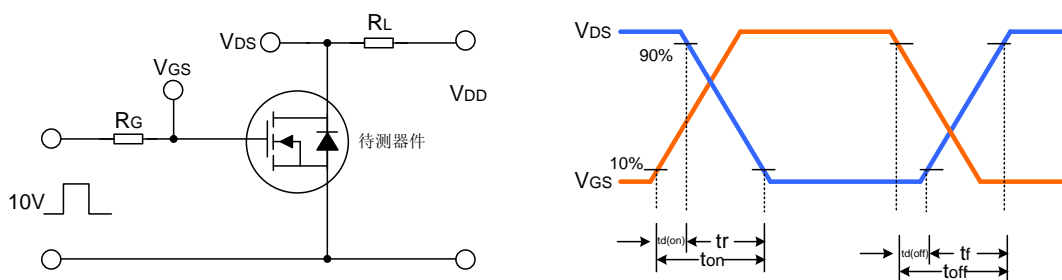 RL
VDS
VGS
VDD
RG
待测器件
10V
VDS
90%
10%
VGS
td(on)
tr
ton
td(off)
tf
toff